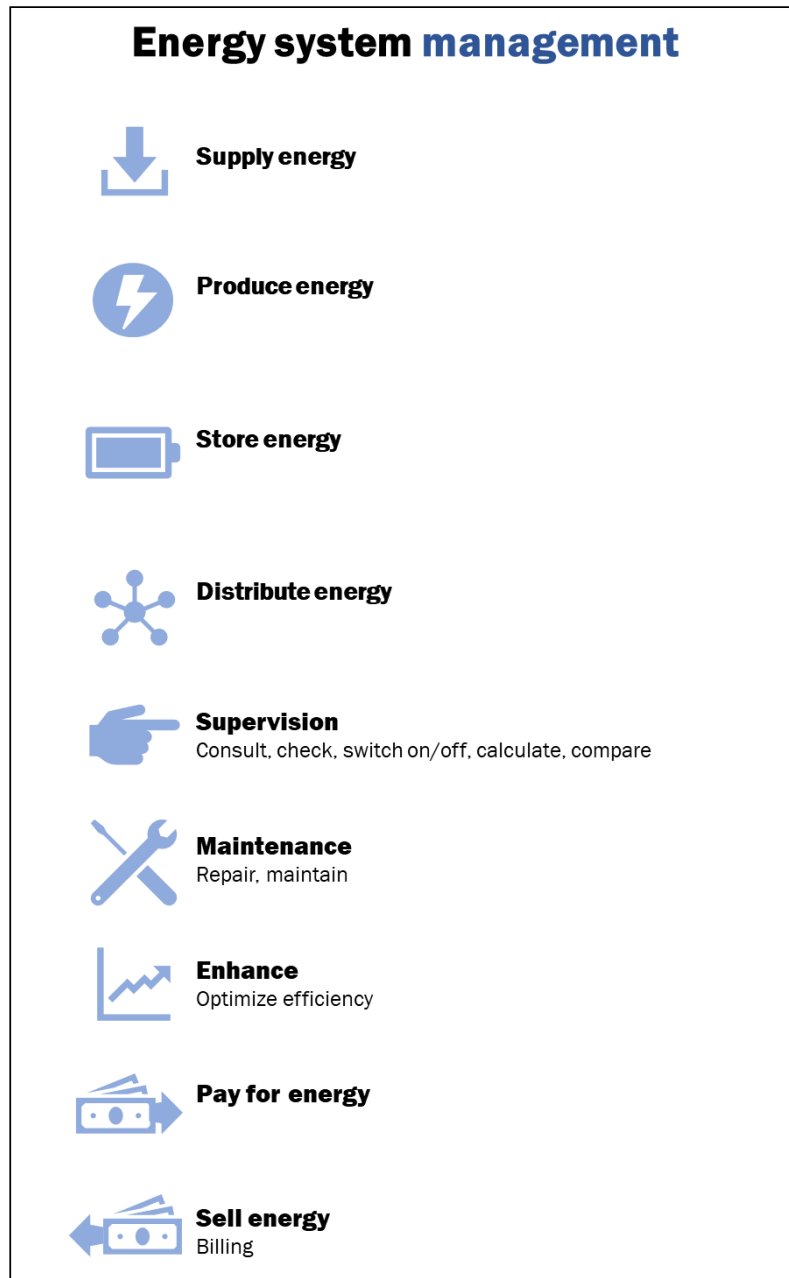 Energy system management
Supply energy
Produce energy
Store energy
Distribute energy
Supervision
Consult, check, switch on/off, calculate, compare
Maintenance
Repair, maintain
Enhance
Optimize efficiency
Pay for energy
Sell energy
Billing